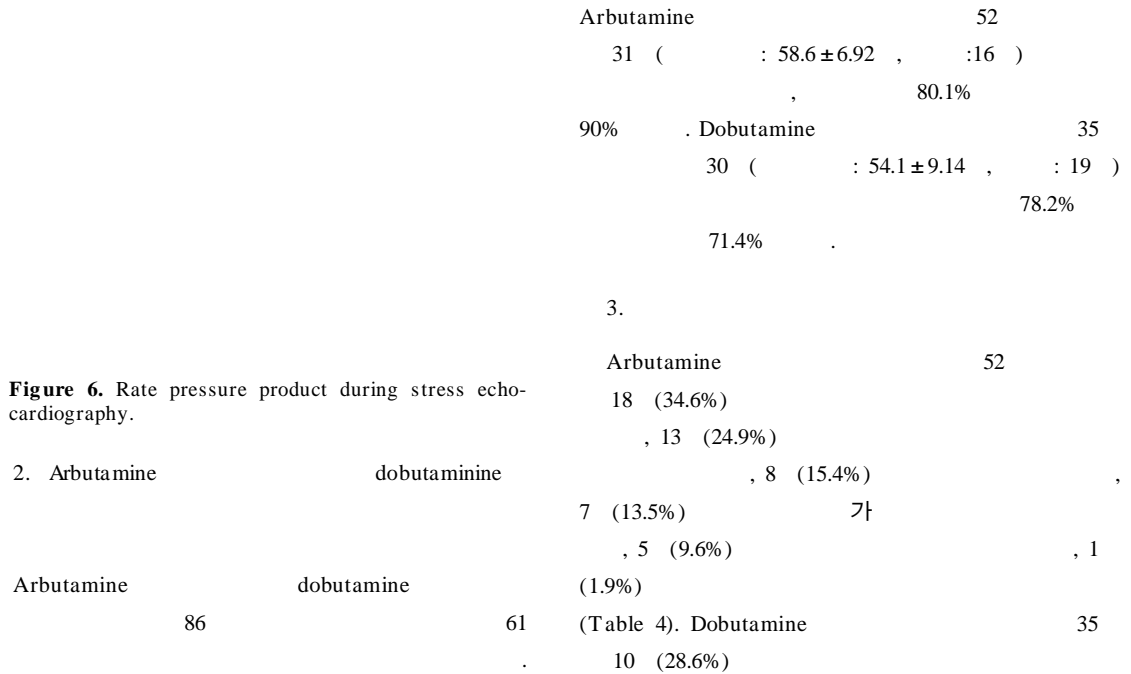 Figure 6. Rate pressure product during stress echo-
cardiography.
2. Arbutamine dobutaminine
Arbutamine dobutamine
86 61
.
Arbutamine 52
31 ( : 58.6±6.92 , :16 )
, 80.1%
90% . Dobutamine 35
30 ( : 54.1±9.14 , : 19 )
78.2%
71.4% .
3.
Arbutamine 52
18 (34.6%)
, 13 (24.9%)
, 8 (15.4%) ,
7 (13.5%) 가
, 5 (9.6%) , 1
(1.9%)
(Table 4). Dobutamine 35
10 (28.6%)